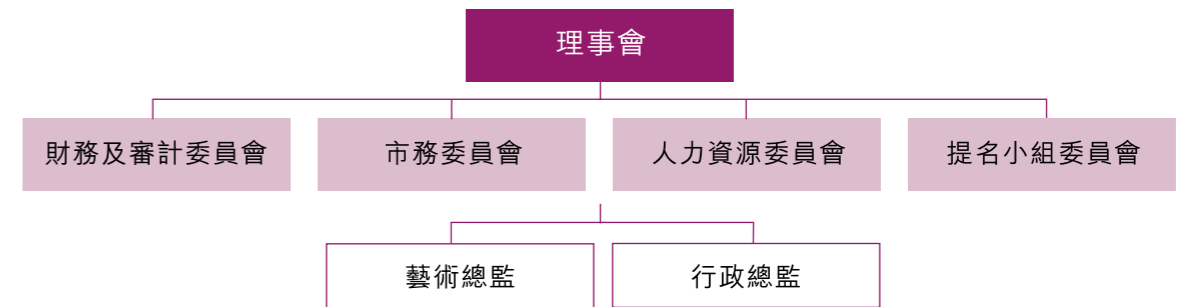 理事會
財務及審計委員會
市務委員會
人力資源委員會
提名小組委員會
藝術總監
行政總監